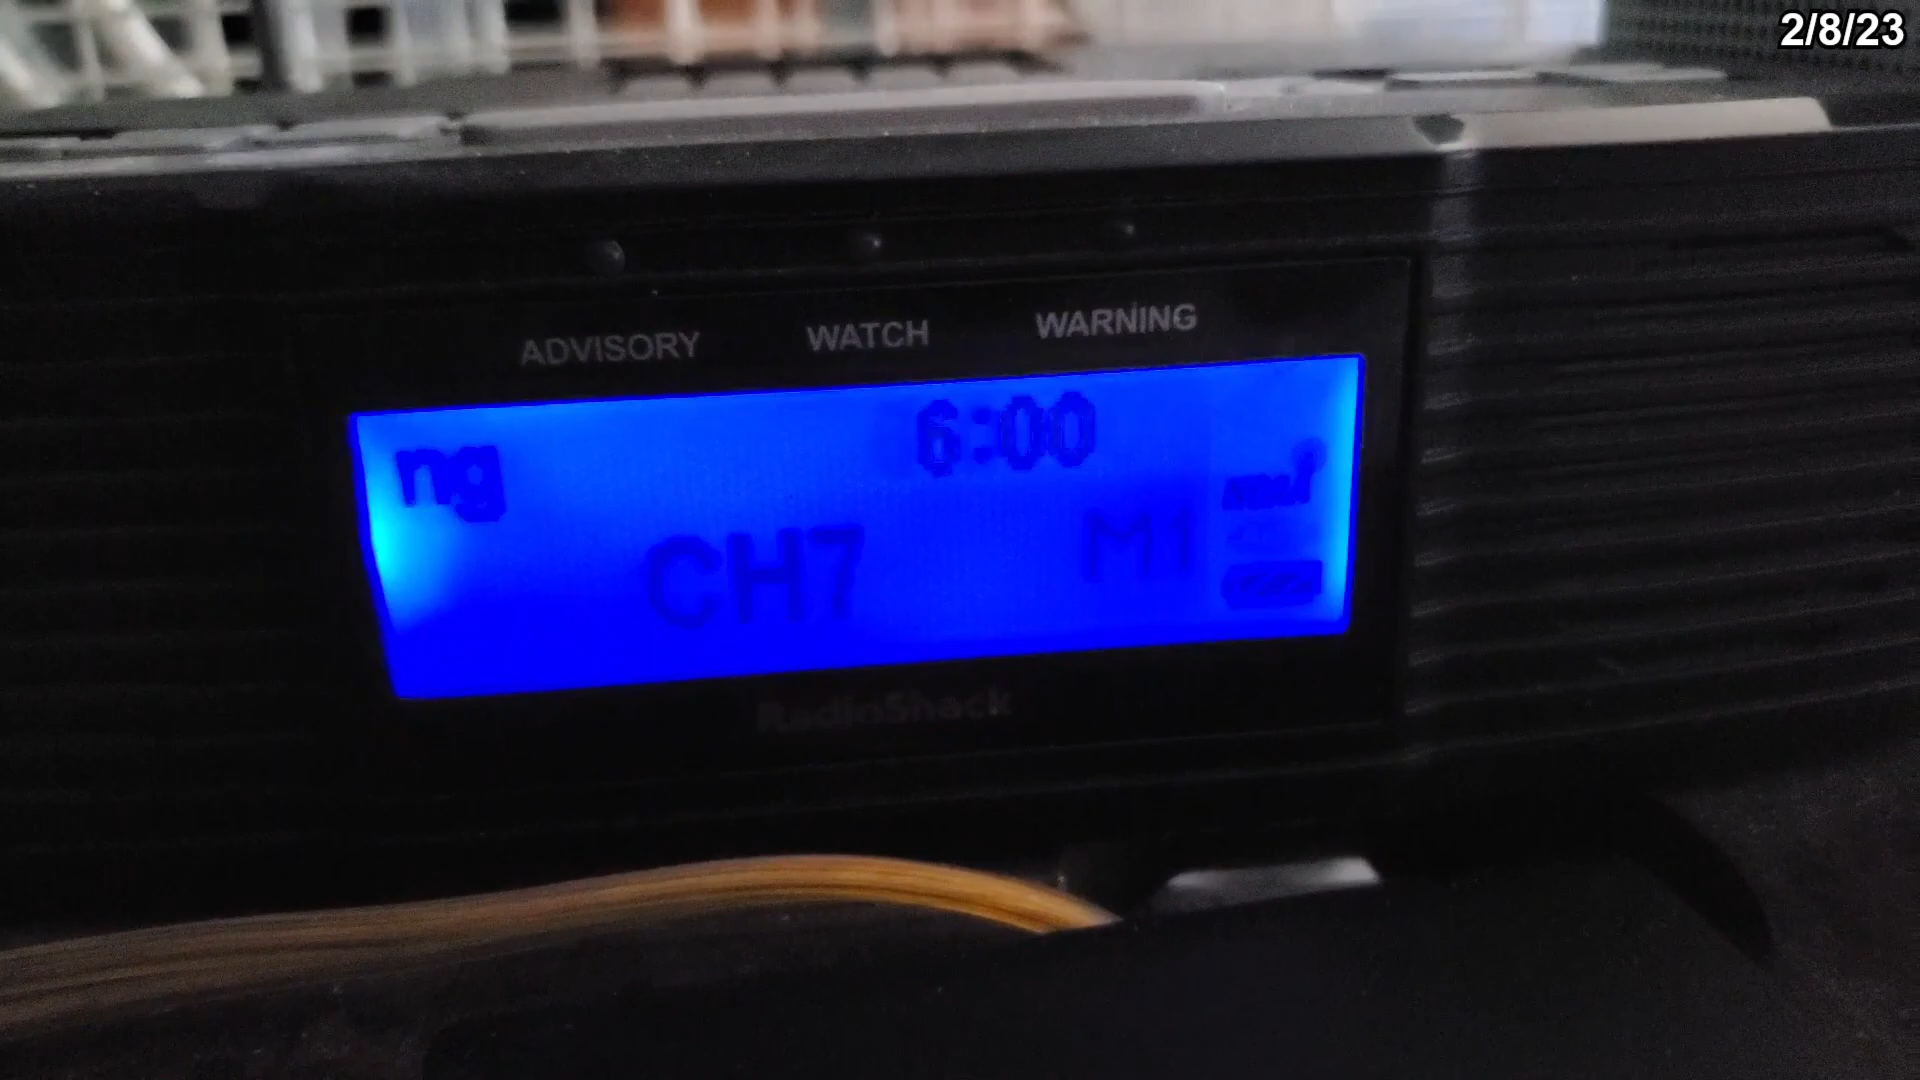 2/8/23
ADVISORY WATCH WARNING
6:00
ng
CH7 M1
RadioShack